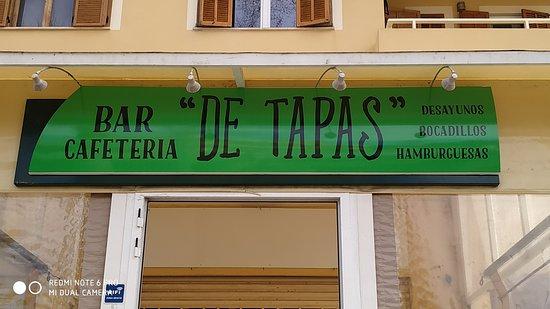 BAR
CAFETERIA
"DE TAPAS"
DESAYUNOS
BOCADILLOS
HAMBURGUESAS
REDMI NOTE 6 PRO
MI DUAL CAMERA